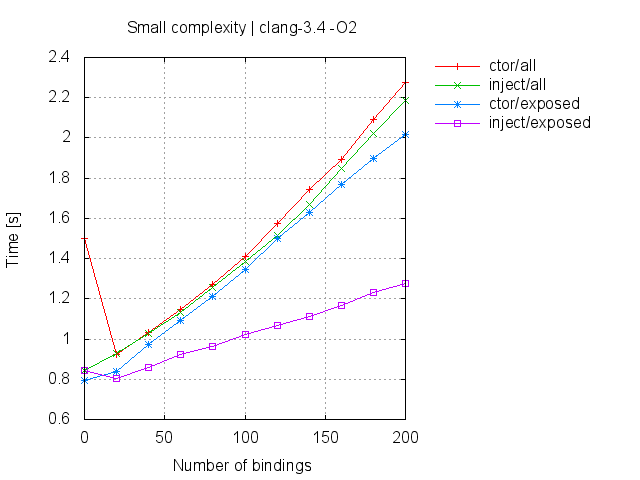 Small complexity | clang-3.4 -O2
ctor/all
inject/all
ctor/exposed
inject/exposed
2.4
2.2
2
1.8
1.6
1.4
1.2
1
0.8
0.6
Time [s]
0 50 100 150 200
Number of bindings